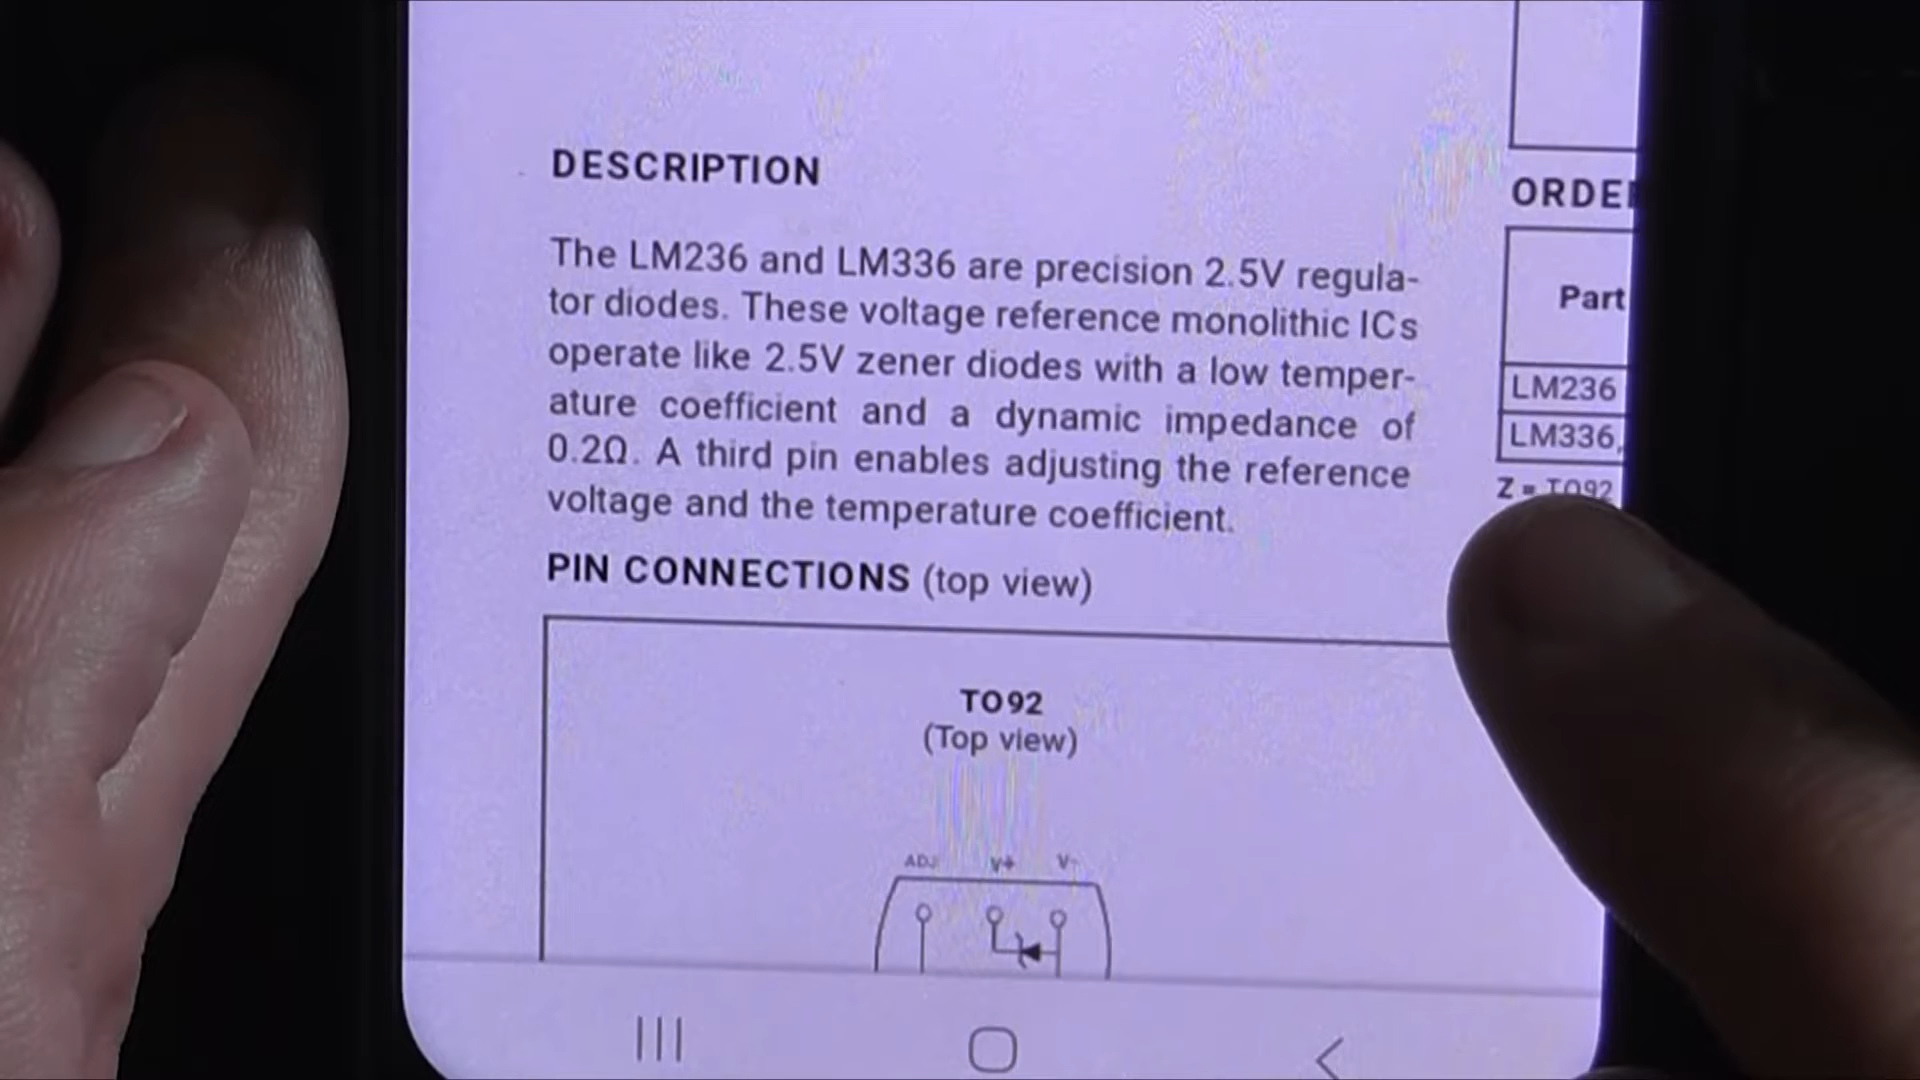 DESCRIPTION
The LM236 and LM336 are precision 2.5V regula-
tor diodes. These voltage reference monolithic ICs
operate like 2.5V zener diodes with a low temper-
ature coefficient and a dynamic impedance of
0.2Ω. A third pin enables adjusting the reference
voltage and the temperature coefficient.
PIN CONNECTIONS (top view)
TO92
(Top view)
ADJ V+ V-
Part
LM236
LM336,
Z = TO92